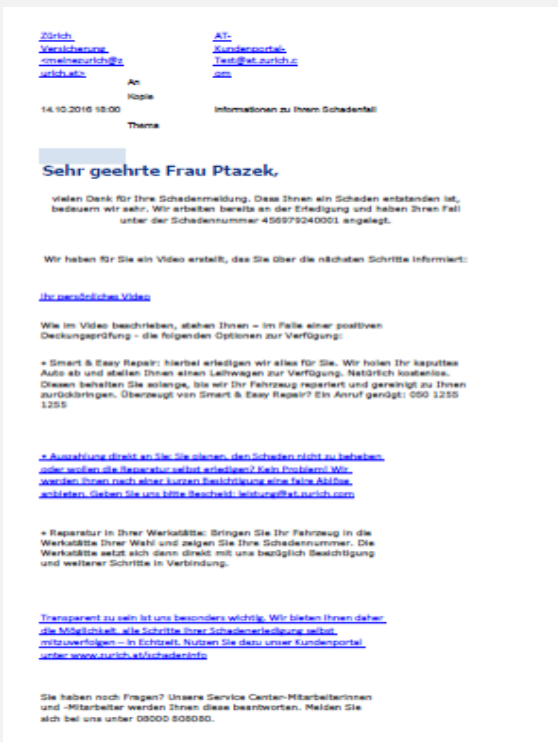 Zürich
Versicherung
<meinezurich@z
urich.at>
AT-
Kundenportal-
Test@at.zurich.c
om
An
Kopie
14.10.2016 18:00 Informationen zu Ihrem Schadenfall
Thema
Sehr geehrte Frau Ptazek,
vielen Dank für Ihre Schadenmeldung. Dass Ihnen ein Schaden entstanden ist,
bedauern wir sehr. Wir arbeiten bereits an der Erledigung und haben Ihren Fall
unter der Schadennummer 456979240001 angelegt.
Wir haben für Sie ein Video erstellt, das Sie über die nächsten Schritte informiert:
Ihr persönliches Video
Wie im Video beschrieben, stehen Ihnen – im Falle einer positiven
Deckungsprüfung - die folgenden Optionen zur Verfügung:
• Smart & Easy Repair: hierbei erledigen wir alles für Sie. Wir holen Ihr kaputtes
Auto ab und stellen Ihnen einen Leihwagen zur Verfügung. Natürlich kostenlos.
Diesen behalten Sie solange, bis wir Ihr Fahrzeug repariert und gereinigt zu Ihnen
zurückbringen. Überzeugt von Smart & Easy Repair? Ein Anruf genügt: 050 1255
1255
• Auszahlung direkt an Sie: Sie planen, den Schaden nicht zu beheben
oder wollen die Reparatur selbst erledigen? Kein Problem! Wir
werden Ihnen nach einer kurzen Besichtigung eine faire Ablöse
anbieten. Geben Sie uns bitte Bescheid: leistung@at.zurich.com
• Reparatur in Ihrer Werkstätte: Bringen Sie Ihr Fahrzeug in die
Werkstätte Ihrer Wahl und zeigen Sie Ihre Schadennummer. Die
Werkstätte setzt sich dann direkt mit uns bezüglich Besichtigung
und weiterer Schritte in Verbindung.
Transparent zu sein ist uns besonders wichtig. Wir bieten Ihnen daher
die Möglichkeit, alle Schritte Ihrer Schadenerledigung selbst
mitzuverfolgen – in Echtzeit. Nutzen Sie dazu unser Kundenportal
unter www.zurich.at/schadeninfo
Sie haben noch Fragen? Unsere Service Center-Mitarbeiterinnen
und -Mitarbeiter werden Ihnen diese beantworten. Melden Sie
sich bei uns unter 08000 808080.